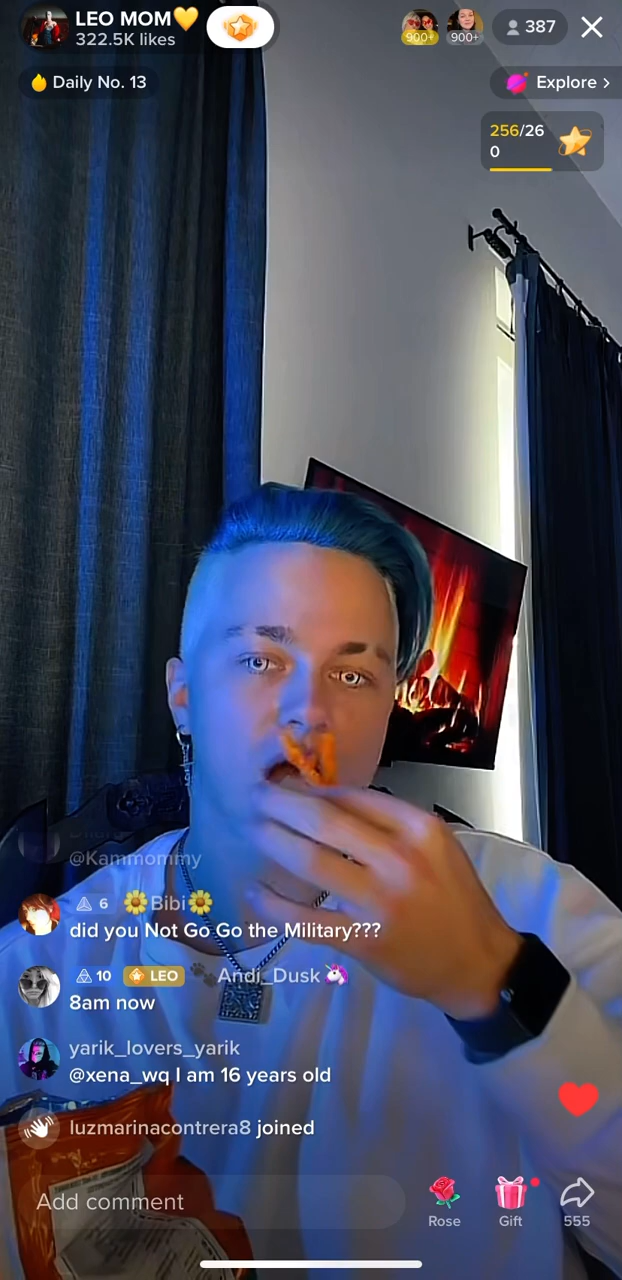 LEO MOM💛
322.5K likes
900+
900+
387
Daily No. 13
Explore >
256/26
0
@Kammommy
6 🌼Bibi🌼
did you Not Go Go the Military???
10 LEO 🐾 Andj_Dusk🦄
8am now
yarik_lovers_yarik
@xena_wq I am 16 years old
luzmarinacontrera8 joined
Add comment
Rose
Gift
555